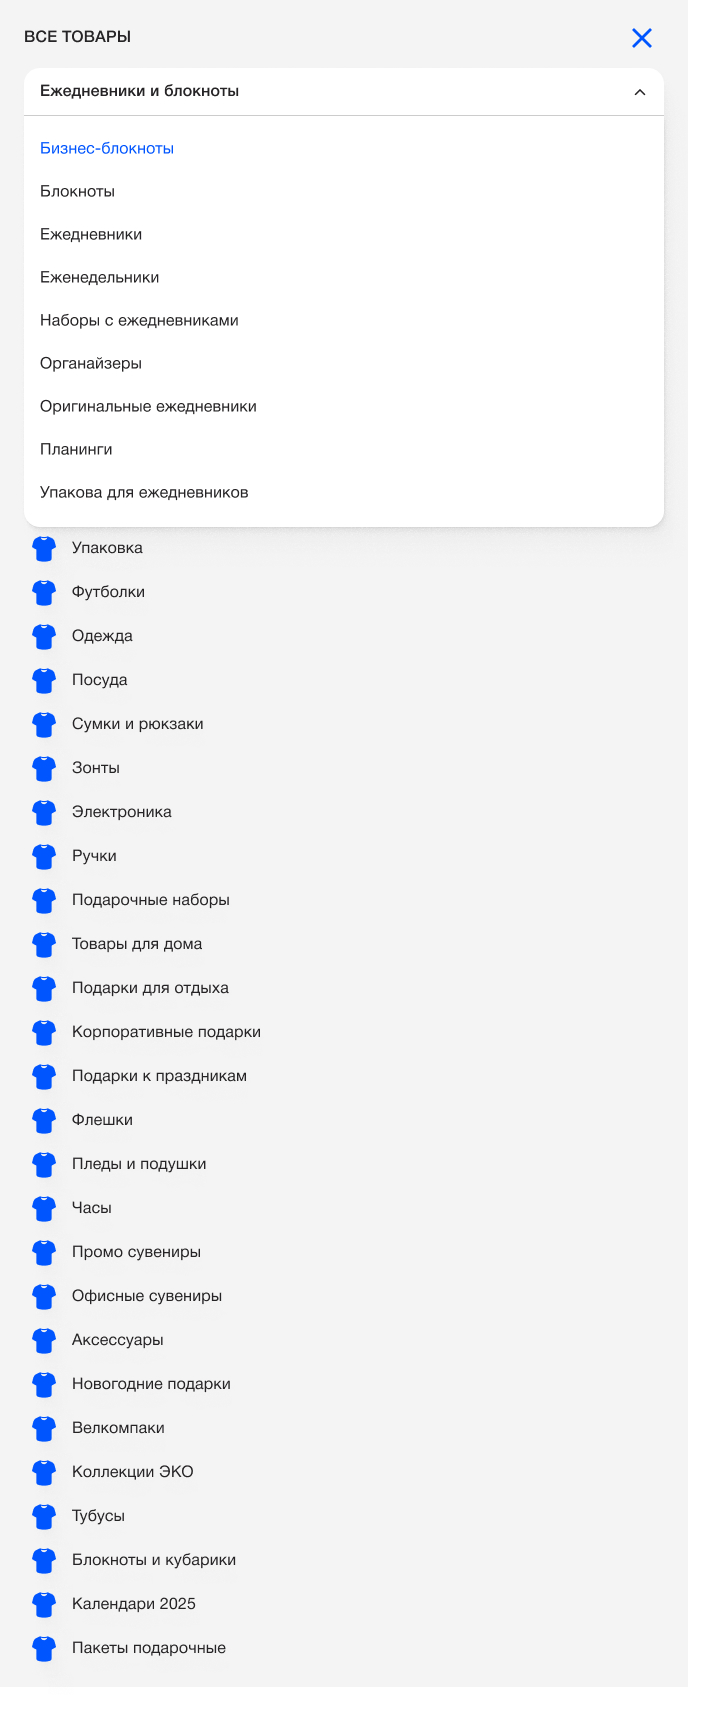 ВСЕ ТОВАРЫ
Ежедневники и блокноты
Бизнес-блокноты
Блокноты
Ежедневники
Еженедельники
Наборы с ежедневниками
Органайзеры
Оригинальные ежедневники
Планинги
Упакова для ежедневников
Упаковка
Футболки
Одежда
Посуда
Сумки и рюкзаки
Зонты
Электроника
Ручки
Подарочные наборы
Товары для дома
Подарки для отдыха
Корпоративные подарки
Подарки к праздникам
Флешки
Пледы и подушки
Часы
Промо сувениры
Офисные сувениры
Аксессуары
Новогодние подарки
Велкомпаки
Коллекции ЭКО
Тубусы
Блокноты и кубарики
Календари 2025
Пакеты подарочные